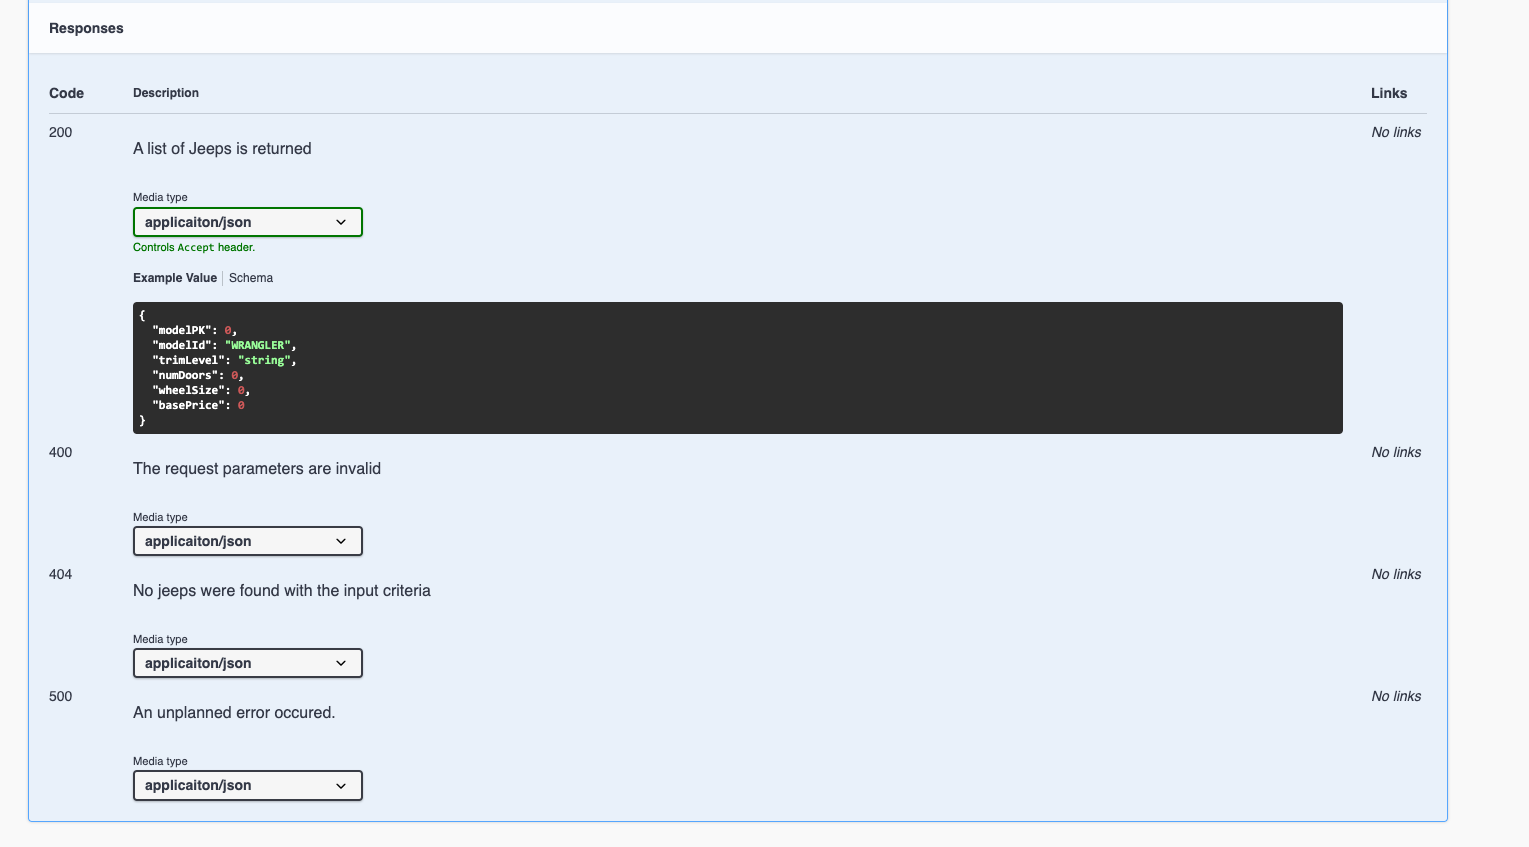 Responses
Code Description Links
200 No links
A list of Jeeps is returned
Media type
applicaiton/json
Controls Accept header.
Example Value Schema
{
"modelPK": 0,
"modelId": "WRANGLER",
"trimLevel": "string",
"numDoors": 0,
"wheelSize": 0,
"basePrice": 0
}
400 No links
The request parameters are invalid
Media type
applicaiton/json
404 No links
No jeeps were found with the input criteria
Media type
applicaiton/json
500 No links
An unplanned error occured.
Media type
applicaiton/json